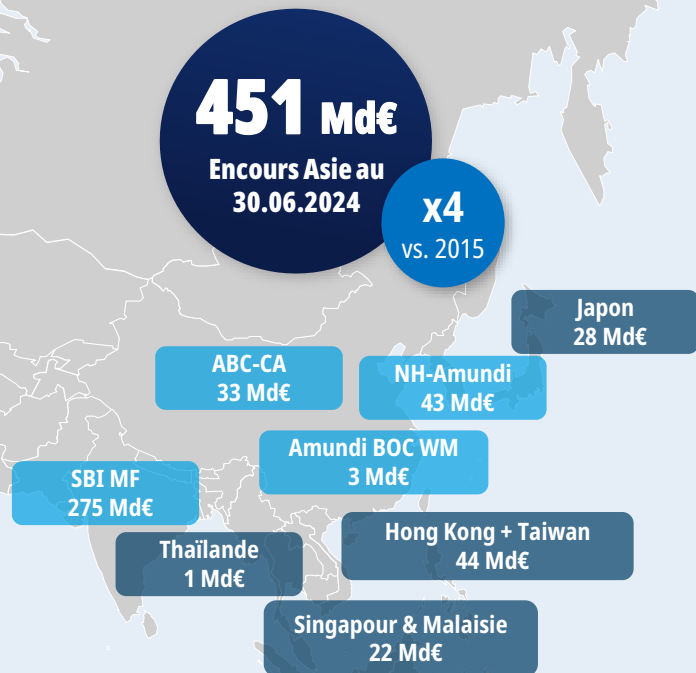 451 Md€
Encours Asie au
30.06.2024
x4
vs. 2015
Japon
28 Md€
ABC-CA
33 Md€
NH-Amundi
43 Md€
Amundi BOC WM
3 Md€
SBI MF
275 Md€
Hong Kong + Taiwan
44 Md€
Thaïlande
1 Md€
Singapour & Malaisie
22 Md€